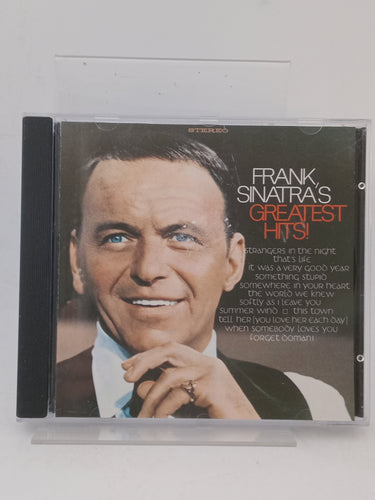 STEREO
FRANK
SINATRA'S
GREATEST
HITS!
STRANGERS IN THE NIGHT
THAT'S LIFE
IT WAS A VERY GOOD YEAR
SOMETHING STUPID
SOMEWHERE IN YOUR HEART
THE WORLD WE KNEW
SOFTLY AS I LEAVE YOU
SUMMER WIND □ THIS TOWN
TELL HER [YOU LOVE HER EACH DAY]
WHEN SOMEBODY LOVES YOU
FORGET DOMANI